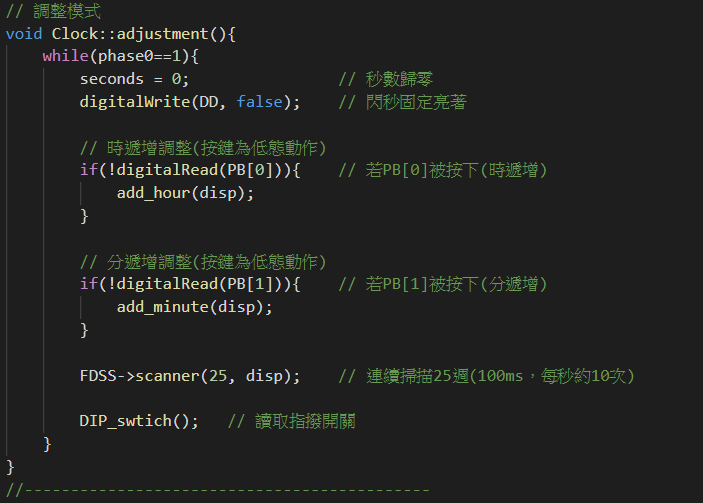 // 調整模式
void Clock::adjustment(){
    while(phase0==1){
        seconds = 0;                // 秒數歸零
        digitalWrite(DD, false);    // 閃秒固定亮著

        // 時遞增調整(按鍵為低態動作)
        if(!digitalRead(PB[0])){    // 若PB[0]被按下(時遞增)
            add_hour(disp);
        }

        // 分遞增調整(按鍵為低態動作)
        if(!digitalRead(PB[1])){    // 若PB[1]被按下(分遞增)
            add_minute(disp);
        }

        FDSS->scanner(25, disp);    // 連續掃描25週(100ms，每秒約10次)

        DIP_swtich();   // 讀取指撥開關
    }
}
//--------------------------------------------